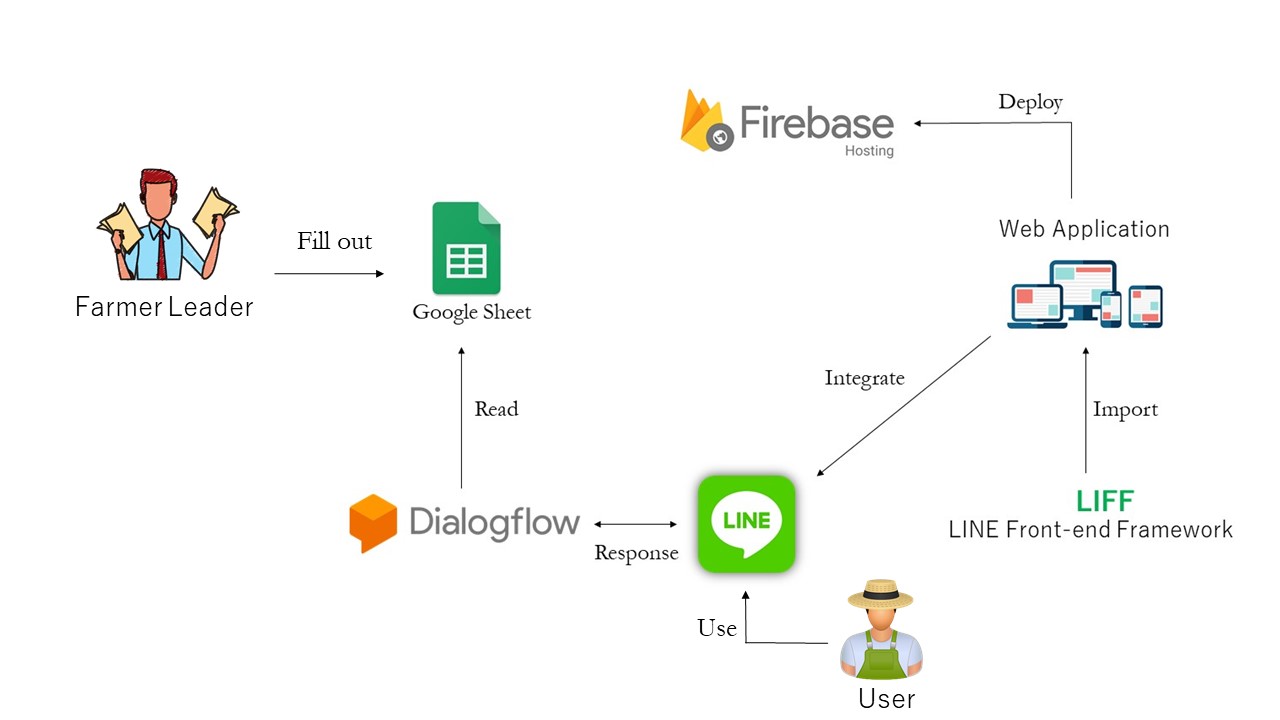 Deploy
Firebase
Hosting
Web Application
Fill out
Farmer Leader
Google Sheet
Integrate
Read
Import
LIFF
LINE Front-end Framework
Dialogflow
LINE
Response
Use
User